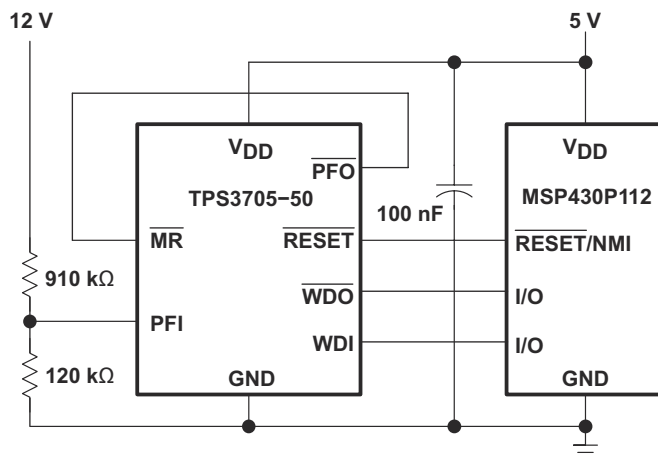 12 V
5 V
VDD
PFO
TPS3705−50
MR
RESET
910 kΩ
WDO
PFI
WDI
120 kΩ
GND
100 nF
VDD
MSP430P112
RESET/NMI
I/O
I/O
GND